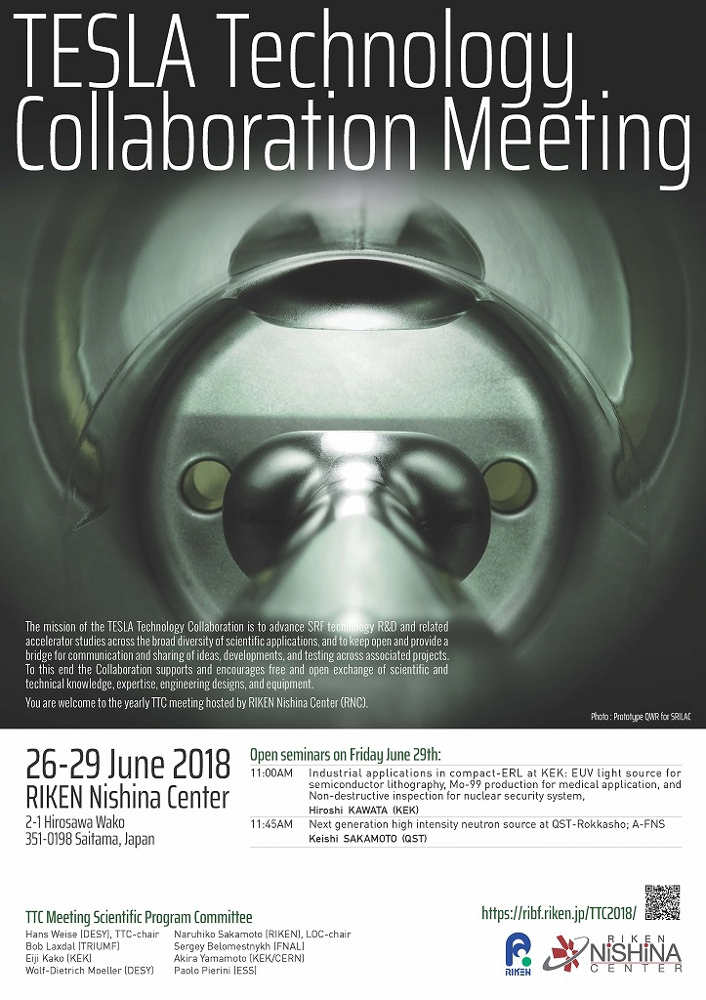 TESLA Technology
Collaboration Meeting
The mission of the TESLA Technology Collaboration is to advance SRF technology R&D and related
accelerator studies across the broad diversity of scientific applications, and to keep open and provide a
bridge for communication and sharing of ideas, developments, and testing across associated projects.
To this end the Collaboration supports and encourages free and open exchange of scientific and
technical knowledge, expertise, engineering designs, and equipment.
You are welcome to the yearly TTC meeting hosted by RIKEN Nishina Center (RNC).
Photo : Prototype QWR for SRILAC
26-29 June 2018
RIKEN Nishina Center
2-1 Hirosawa Wako
351-0198 Saitama, Japan
Open seminars on Friday June 29th:
11:00AM Industrial applications in compact-ERL at KEK: EUV light source for
semiconductor lithography, Mo-99 production for medical application, and
Non-destructive inspection for nuclear security system,
Hiroshi KAWATA (KEK)
11:45AM Next generation high intensity neutron source at QST-Rokkasho; A-FNS
Keishi SAKAMOTO (QST)
TTC Meeting Scientific Program Committee
Hans Weise (DESY), TTC-chair
Bob Laxdal (TRIUMF)
Eiji Kako (KEK)
Wolf-Dietrich Moeller (DESY)
Naruhiko Sakamoto (RIKEN), LOC-chair
Sergey Belomestnykh (FNAL)
Akira Yamamoto (KEK/CERN)
Paolo Pierini (ESS)
https://ribf.riken.jp/TTC2018/
RIKEN
RIKEN
NiSHiNA
CENTER